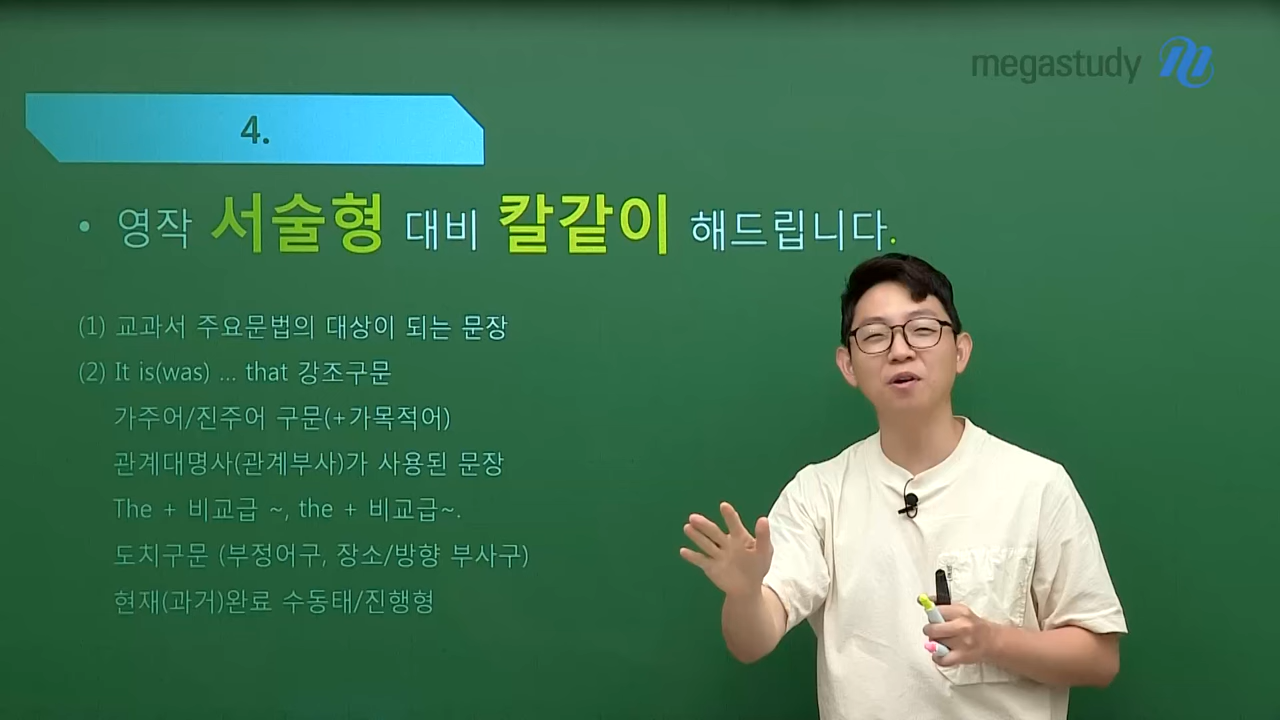 megastudy
4.
• 영작 서술형 대비 칼같이 해드립니다.
(1) 교과서 주요문법의 대상이 되는 문장
(2) It is(was) ... that 강조구문
가주어/진주어 구문(+가목적어)
관계대명사(관계부사)가 사용된 문장
The + 비교급 ~, the + 비교급~.
도치구문 (부정어구, 장소/방향 부사구)
현재(과거)완료 수동태/진행형